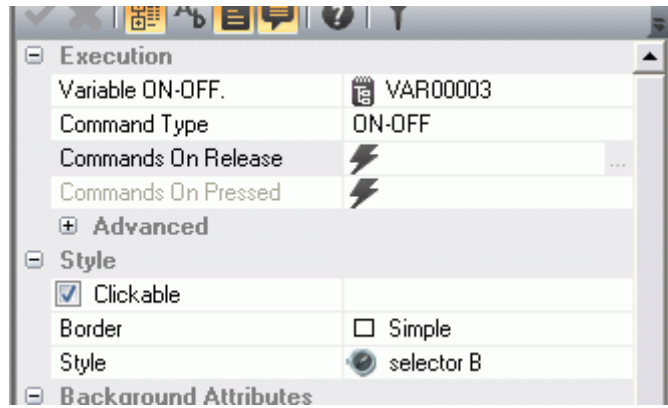 Execution
Variable ON-OFF. VAR00003
Command Type ON-OFF
Commands On Release ...
Commands On Pressed
Advanced
Style
Clickable
Border Simple
Style selector B
Background Attributes